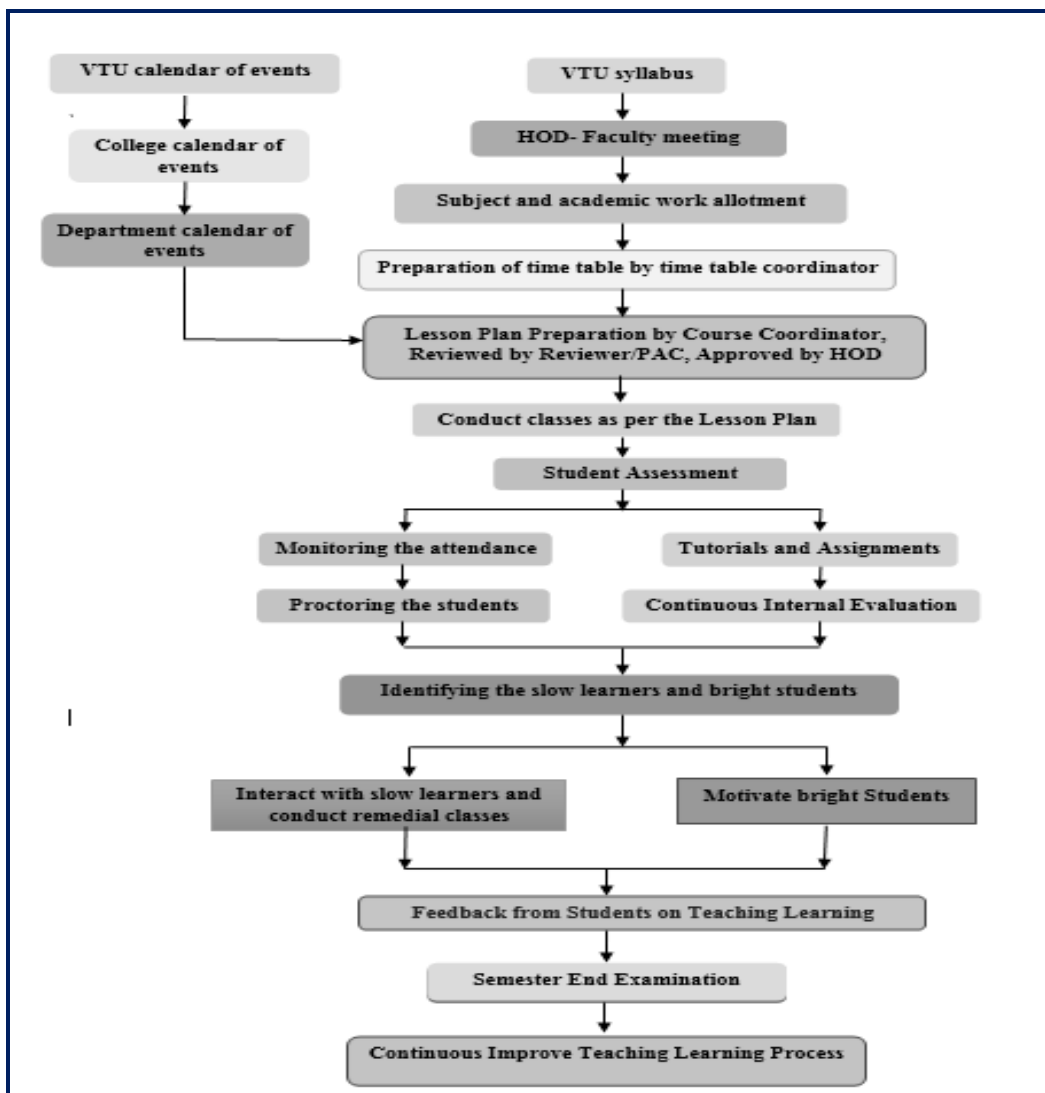 VTU calendar of events
College calendar of
events
Department calendar of
events
VTU syllabus
HOD- Faculty meeting
Subject and academic work allotment
Preparation of time table by time table coordinator
Lesson Plan Preparation by Course Coordinator,
Reviewed by Reviewer/PAC, Approved by HOD
Conduct classes as per the Lesson Plan
Student Assessment
Monitoring the attendance
Tutorials and Assignments
Proctoring the students
Continuous Internal Evaluation
Identifying the slow learners and bright students
Interact with slow learners and
conduct remedial classes
Motivate bright Students
Feedback from Students on Teaching Learning
Semester End Examination
Continuous Improve Teaching Learning Process